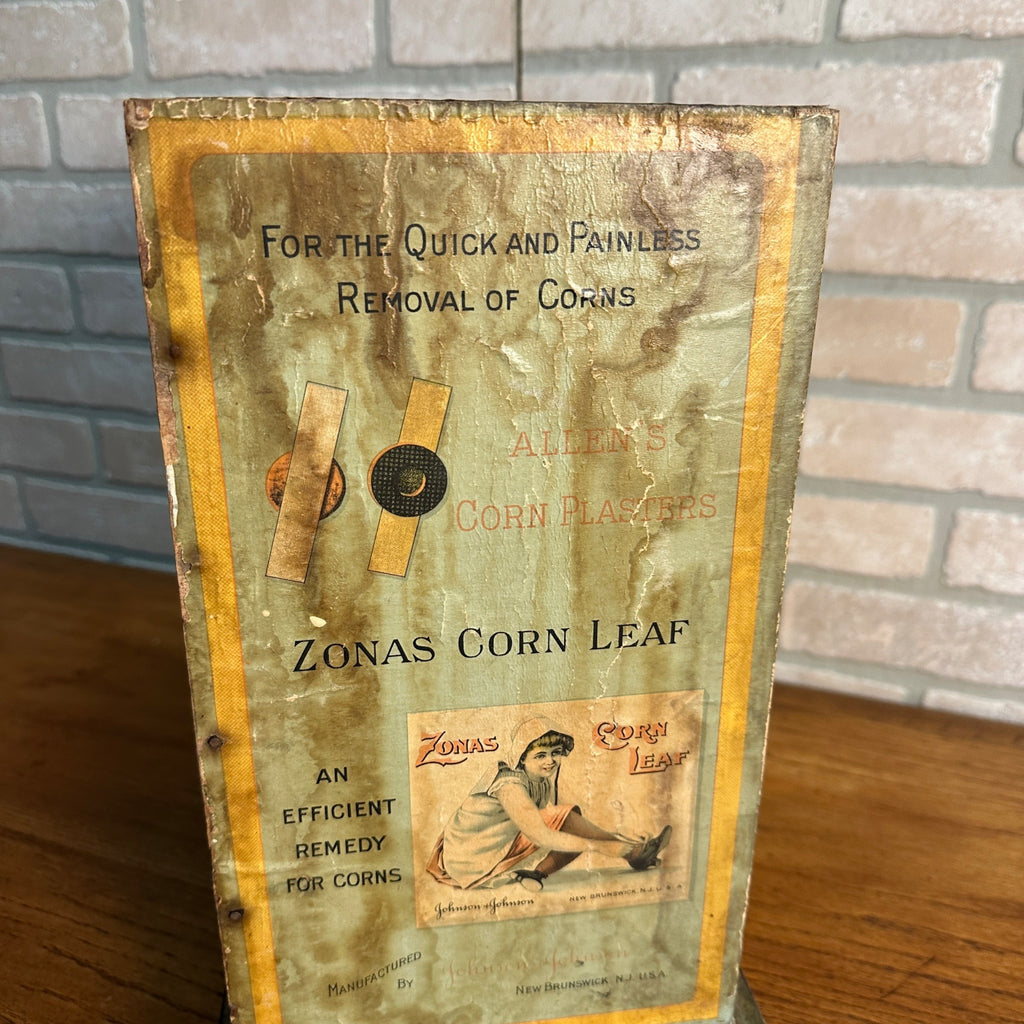 For the Quick and Painless
Removal of Corns
Allen's
Corn Plasters
Zonas Corn Leaf
Zonas Corn
Leaf
An
Efficient
Remedy
for Corns
Johnson & Johnson New Brunswick, N.J. U.S.A
Manufactured
By
Johnson & Johnson
New Brunswick N.J. U.S.A